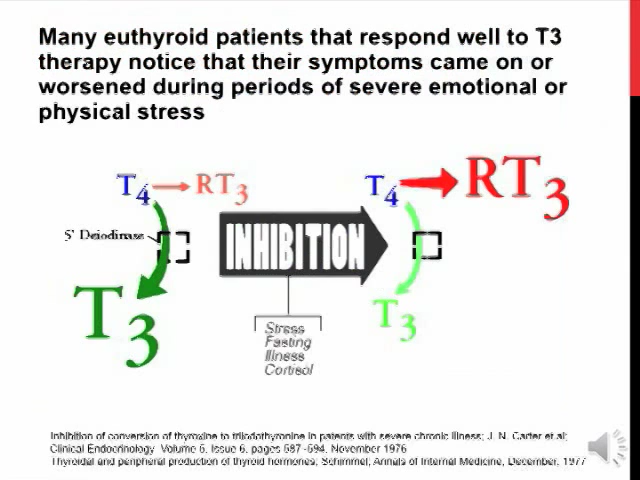 Many euthyroid patients that respond well to T3
therapy notice that their symptoms came on or
worsened during periods of severe emotional or
physical stress
T4 RT3
T4 RT3
5' Deiodinase
INHIBITION
T3
T3
Stress
Fasting
Illness
Cortisol
Inhibition of conversion of thyroxine to triiodothyronine in patents with severe chronic illness; J. N. Carter et al;
Clinical Endocrinology Volume 5, Issue 6, pages 587-594, November 1976
Thyroidal and peripheral production of thyroid hormones; Schimmel; Annals of Internal Medicine, December, 1977